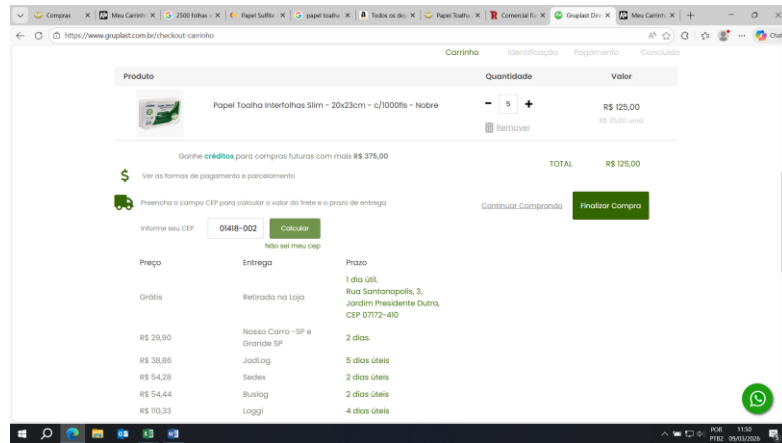 Compras
Meu Carrinh
2500 folhas
Papel Sulfite
papel toalha
Todos os dep
Papel Toalha
Comercial Ra
Gruplast Dire
Meu Carrinh
https://www.gruplast.com.br/checkout-carrinho
Chat
Carrinho Identificação Pagamento Concluído
Produto Quantidade Valor
Papel Toalha Interfolhas Slim - 20x23cm - c/1000fls - Nobre
- 5 +
R$ 125,00
R$ 25,00 unid.
Remover
Ganhe créditos para compras futuras com mais R$ 375,00
TOTAL R$ 125,00
$ Ver as formas de pagamento e parcelamento
Preencha o campo CEP para calcular o valor do frete e o prazo de entrega
Continuar Comprando Finalizar Compra
Informe seu CEP 01418-002 Calcular
Não sei meu cep
Preço Entrega Prazo
Grátis Retirada na Loja
1 dia útil.
Rua Santanopolis, 3,
Jardim Presidente Dutra,
CEP 07172-410
R$ 29,90 Nosso Carro -SP e
Grande SP
2 dias.
R$ 38,86 JadLog 5 dias úteis
R$ 54,28 Sedex 2 dias úteis
R$ 54,44 Buslog 2 dias úteis
R$ 110,33 Loggi 4 dias úteis
POR 11:50
PTB2 09/03/2026